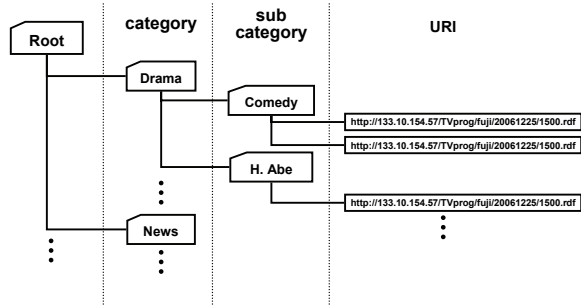 category
sub
category
URI
Root
Drama
Comedy
http://133.10.154.57/TVprog/fuji/20061225/1500.rdf
http://133.10.154.57/TVprog/fuji/20061225/1500.rdf
H. Abe
http://133.10.154.57/TVprog/fuji/20061225/1500.rdf
News